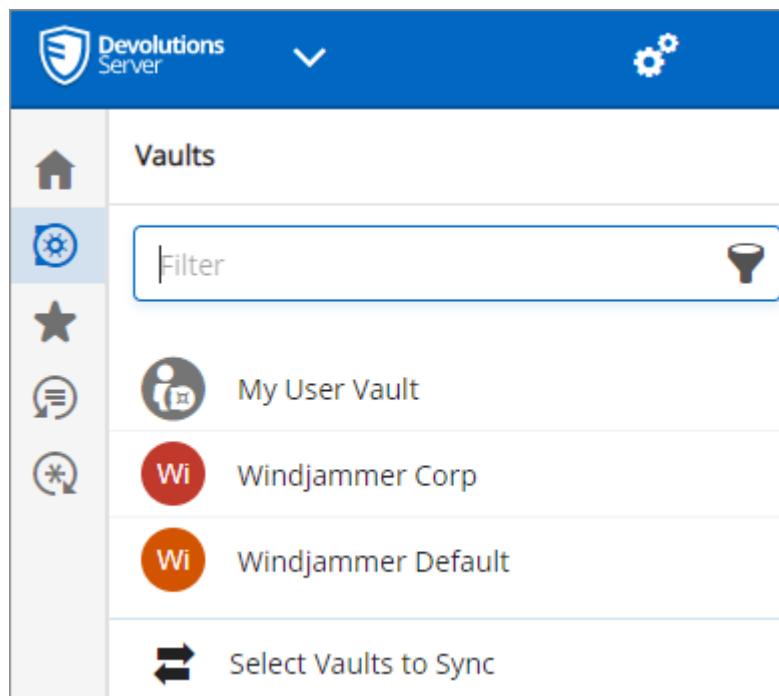 Devolutions
Server
Vaults
Filter
My User Vault
Wi
Windjammer Corp
Wi
Windjammer Default
Select Vaults to Sync